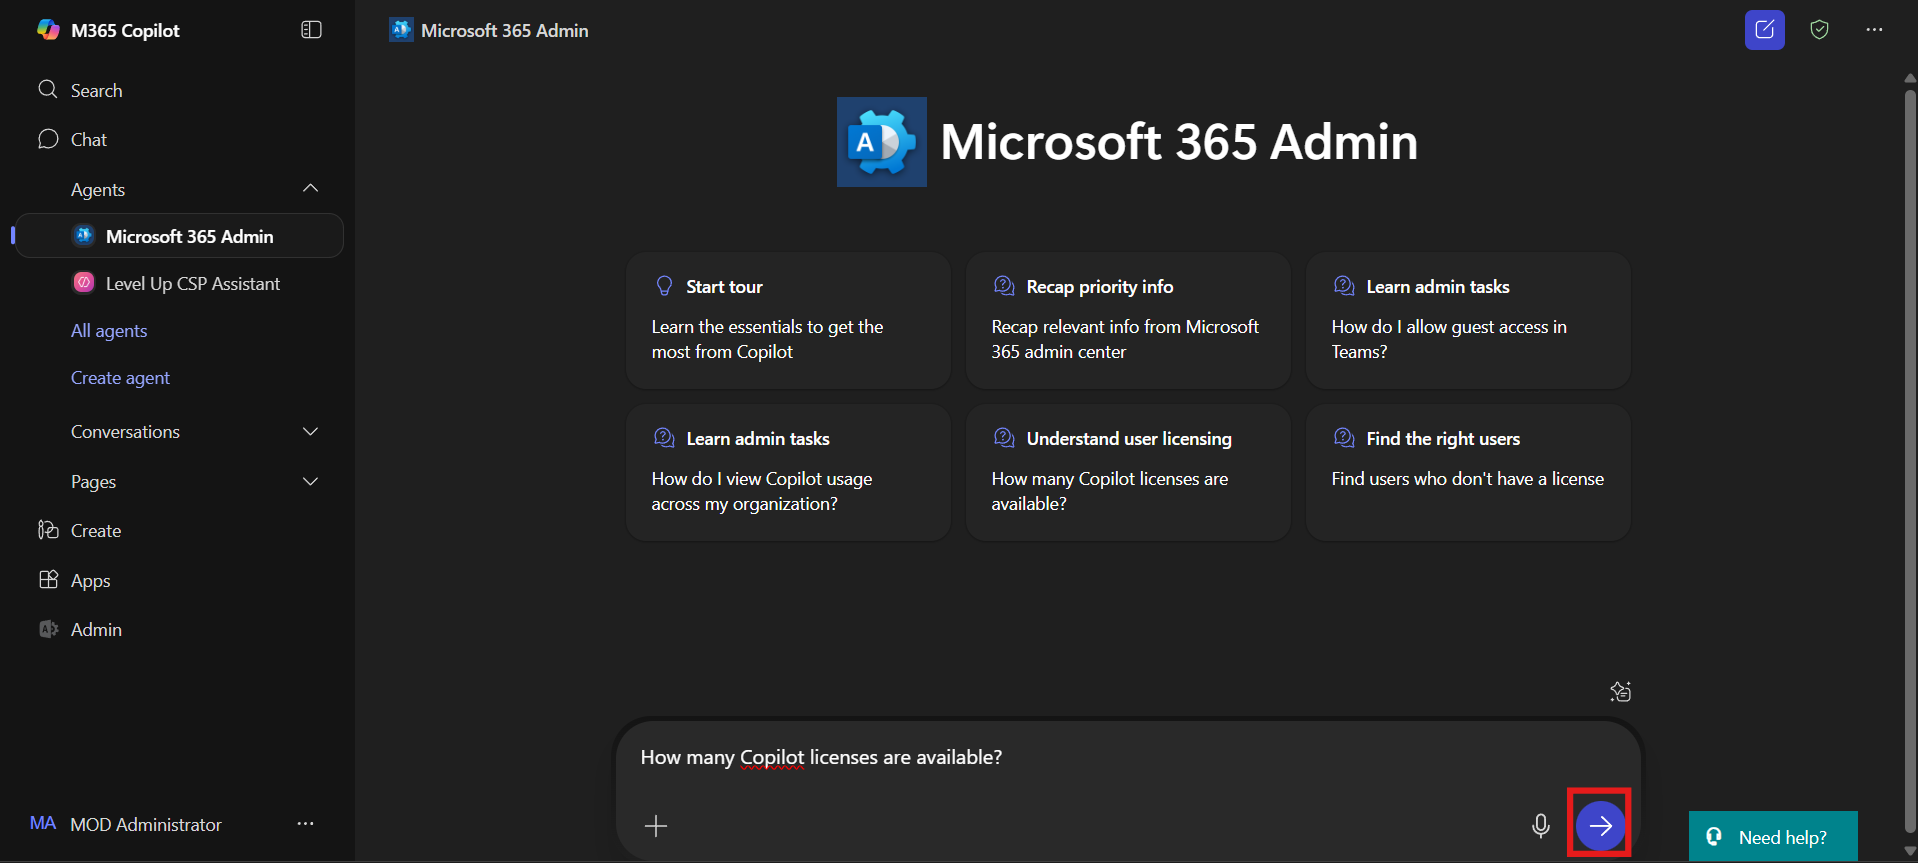 M365 Copilot
Search
Chat
Agents
Microsoft 365 Admin
Level Up CSP Assistant
All agents
Create agent
Conversations
Pages
Create
Apps
Admin
MA MOD Administrator
Microsoft 365 Admin
Microsoft 365 Admin
Start tour
Learn the essentials to get the
most from Copilot
Recap priority info
Recap relevant info from Microsoft
365 admin center
Learn admin tasks
How do I allow guest access in
Teams?
Learn admin tasks
How do I view Copilot usage
across my organization?
Understand user licensing
How many Copilot licenses are
available?
Find the right users
Find users who don't have a license
How many Copilot licenses are available?
Need help?